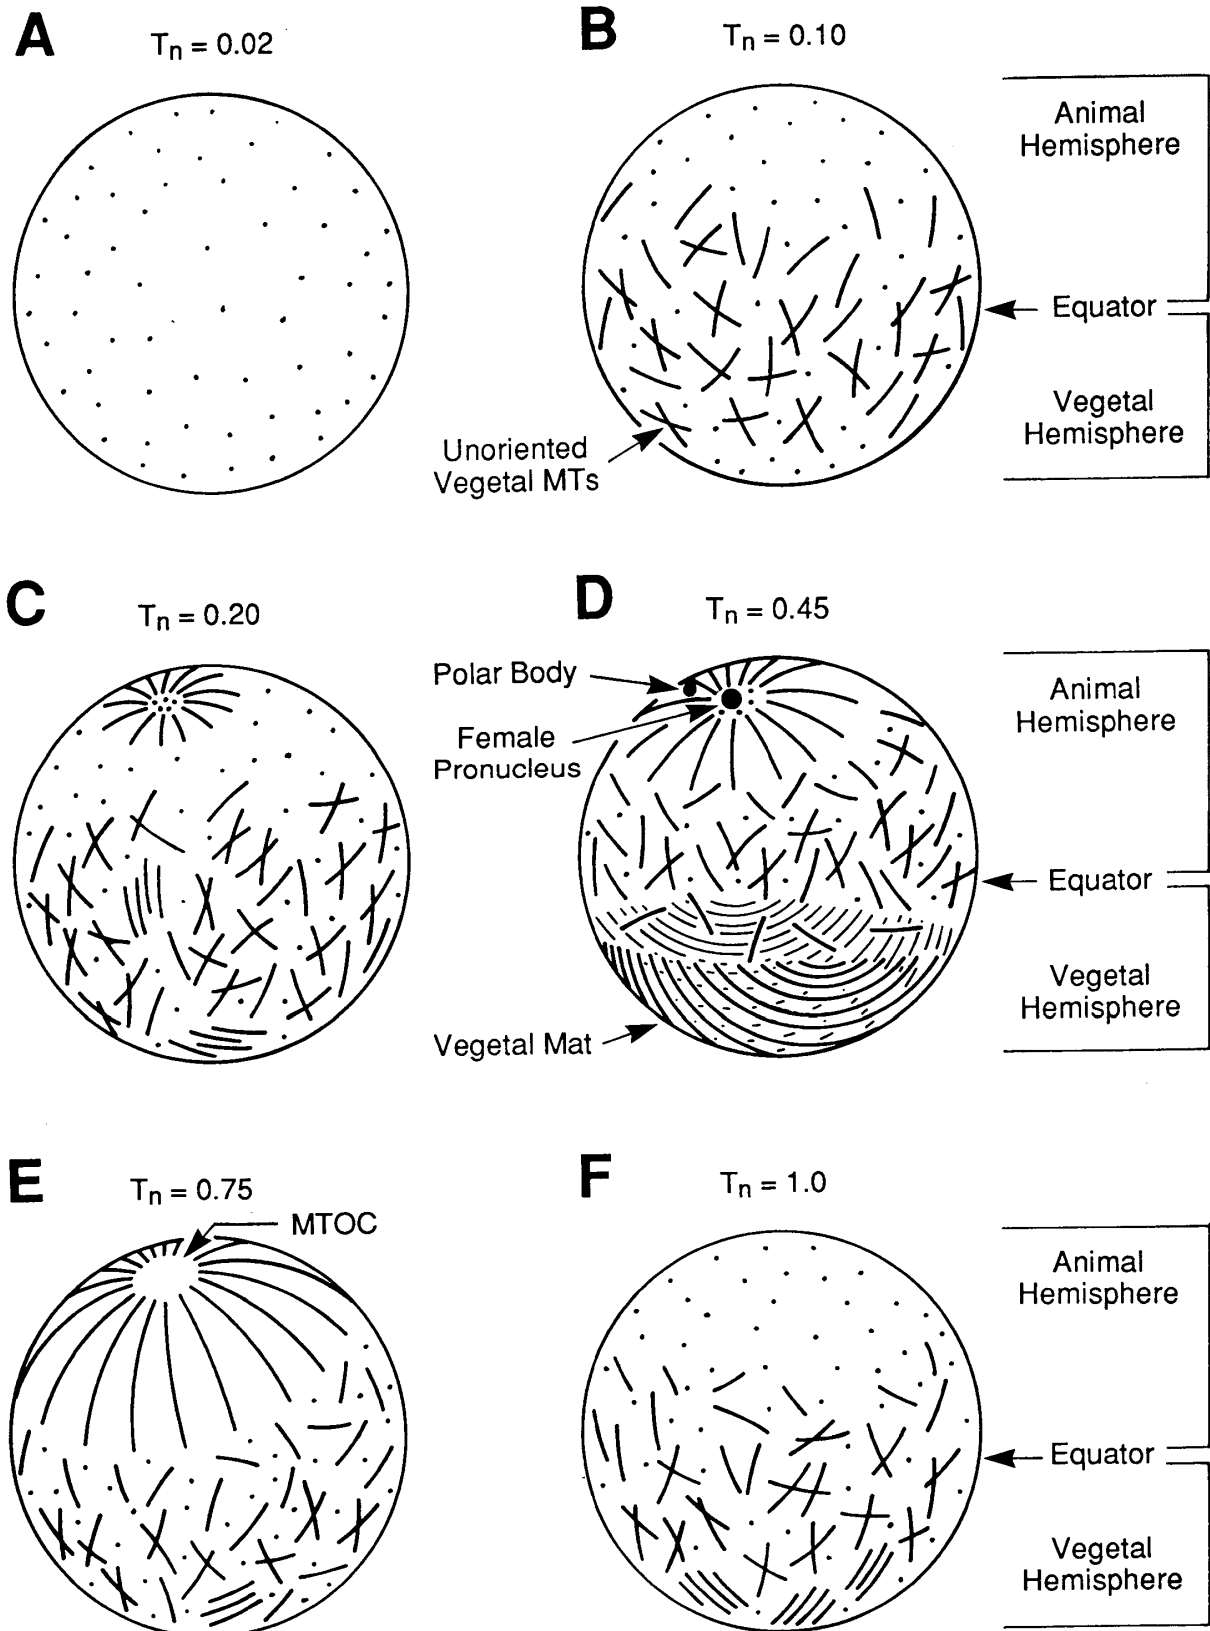 A
Tn = 0.02
B
Tn = 0.10
Animal
Hemisphere
Equator
Vegetal
Hemisphere
Unoriented
Vegetal MTs
C
Tn = 0.20
D
Tn = 0.45
Polar Body
Female
Pronucleus
Animal
Hemisphere
Equator
Vegetal
Hemisphere
Vegetal Mat
E
Tn = 0.75
MTOC
F
Tn = 1.0
Animal
Hemisphere
Equator
Vegetal
Hemisphere